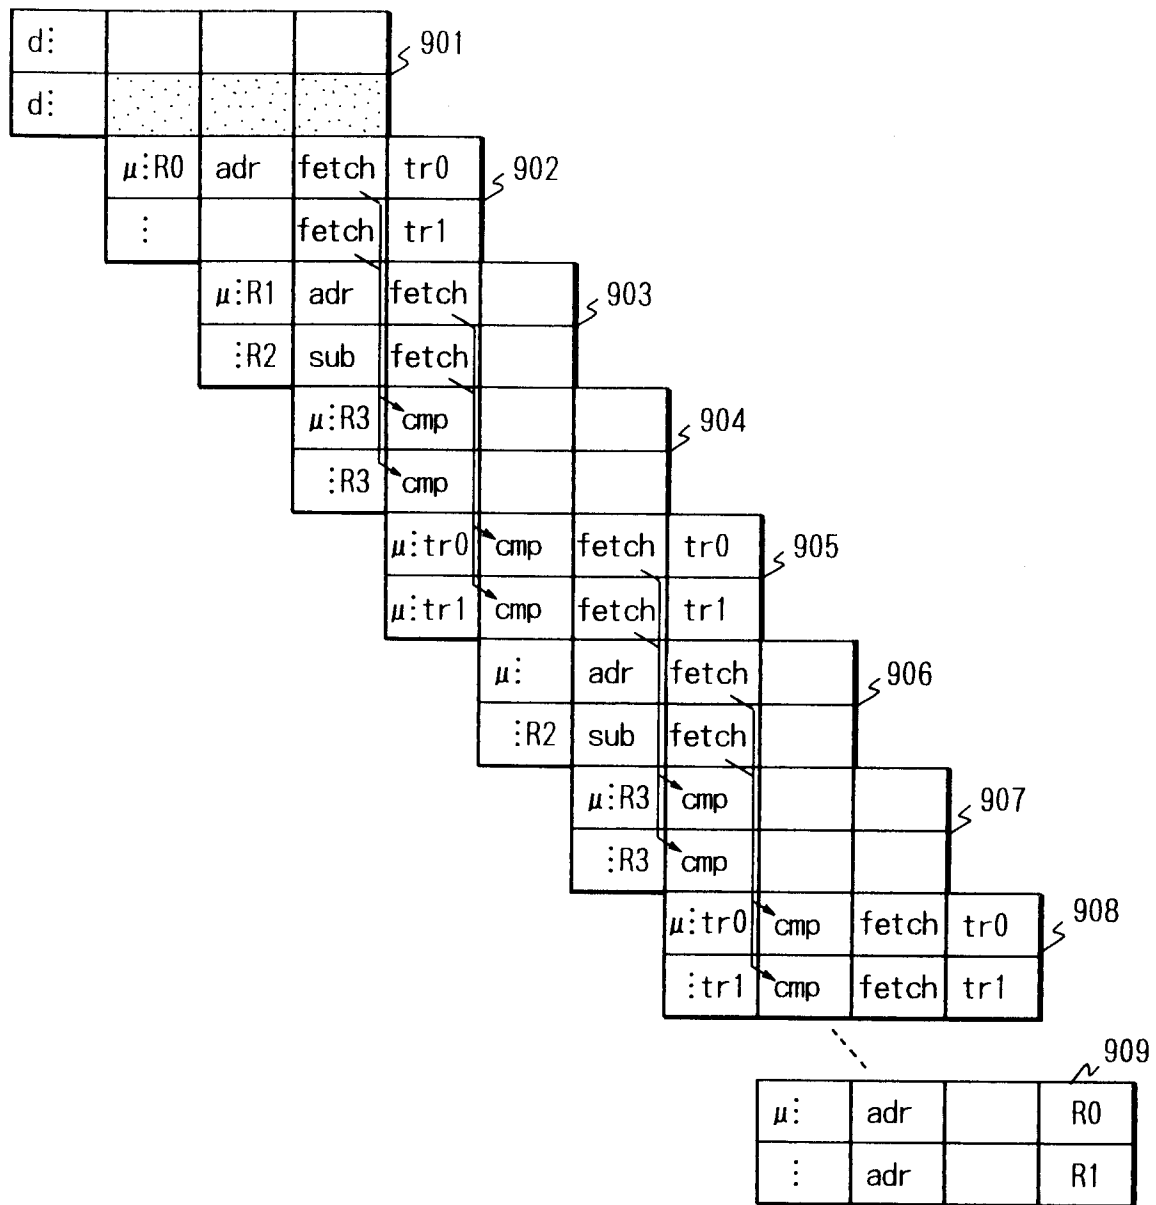 d⋮
901
d⋮
μ⋮R0 adr fetch tr0
902
⋮ fetch tr1
μ⋮R1 adr fetch
903
⋮R2 sub fetch
μ⋮R3 cmp
904
⋮R3 cmp
μ⋮tr0 cmp fetch tr0
905
μ⋮tr1 cmp fetch tr1
μ⋮ adr fetch
906
⋮R2 sub fetch
μ⋮R3 cmp
907
⋮R3 cmp
μ⋮tr0 cmp fetch tr0
908
⋮tr1 cmp fetch tr1
909
μ⋮ adr R0
⋮ adr R1